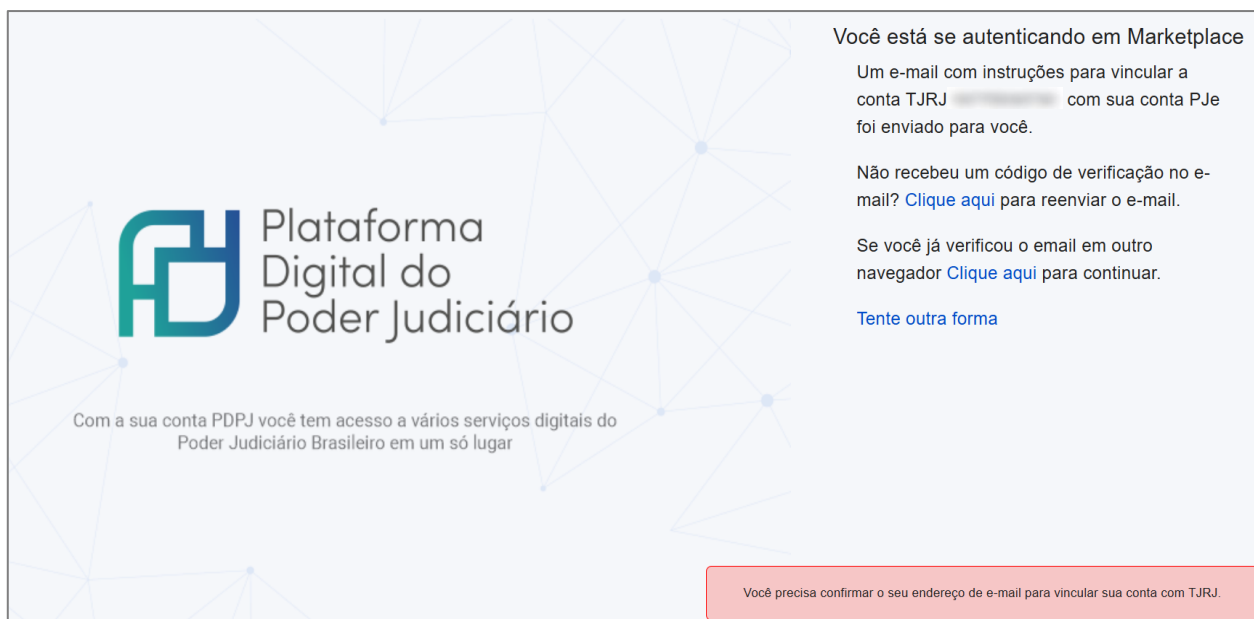 Você está se autenticando em Marketplace
Um e-mail com instruções para vincular a
conta TJRJ com sua conta PJe
foi enviado para você.
Não recebeu um código de verificação no e-
mail? Clique aqui para reenviar o e-mail.
Se você já verificou o email em outro
navegador Clique aqui para continuar.
Tente outra forma
Plataforma
Digital do
Poder Judiciário
Com a sua conta PDPJ você tem acesso a vários serviços digitais do
Poder Judiciário Brasileiro em um só lugar
Você precisa confirmar o seu endereço de e-mail para vincular sua conta com TJRJ.